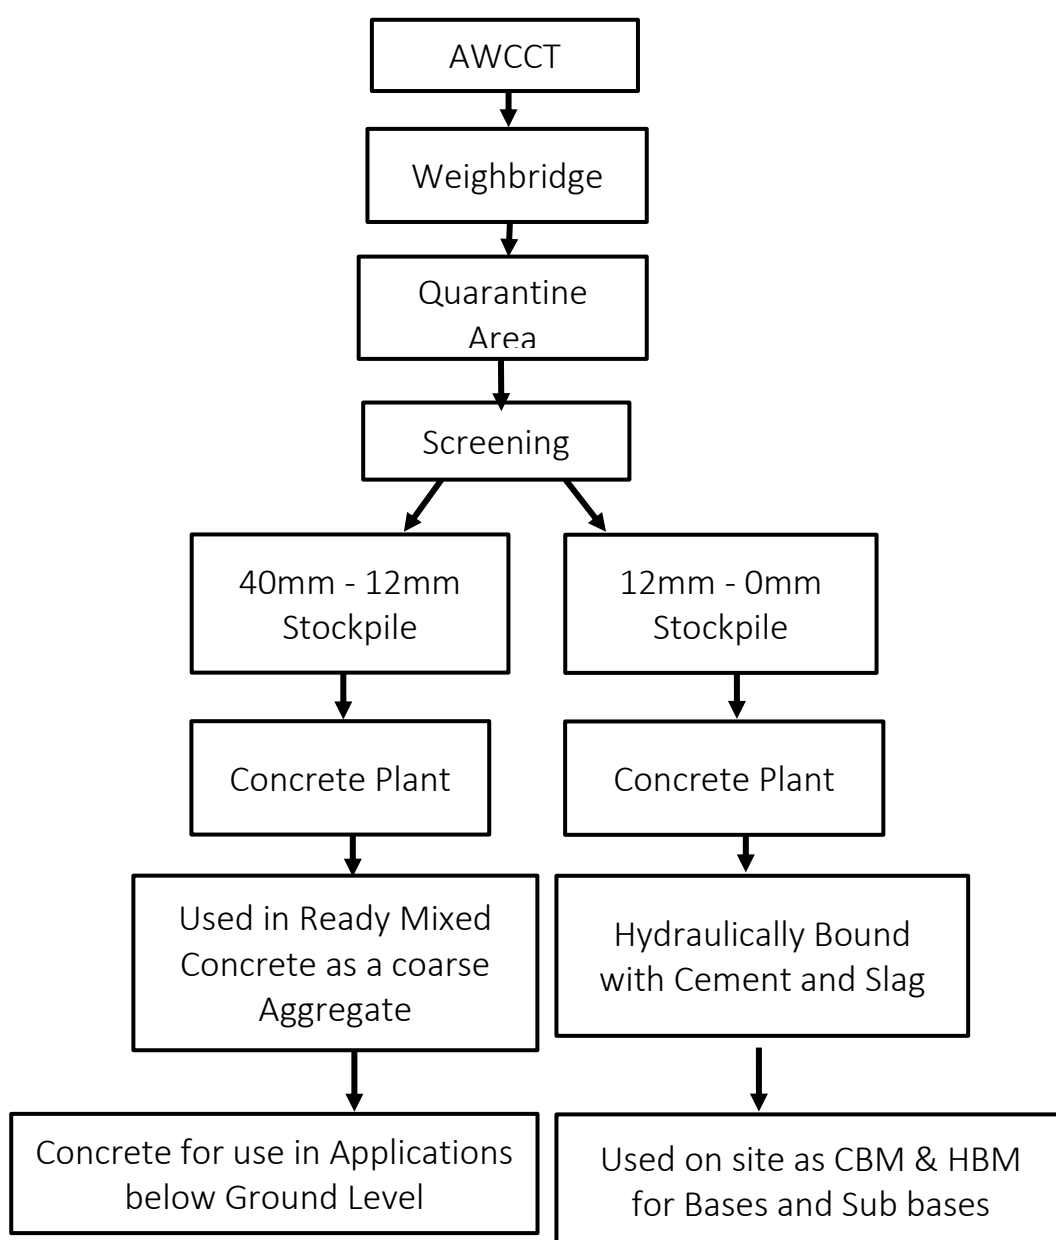 AWCCT
Weighbridge
Quarantine
Area
Screening
40mm - 12mm
Stockpile
12mm - 0mm
Stockpile
Concrete Plant
Concrete Plant
Used in Ready Mixed
Concrete as a coarse
Aggregate
Hydraulically Bound
with Cement and Slag
Concrete for use in Applications
below Ground Level
Used on site as CBM & HBM
for Bases and Sub bases